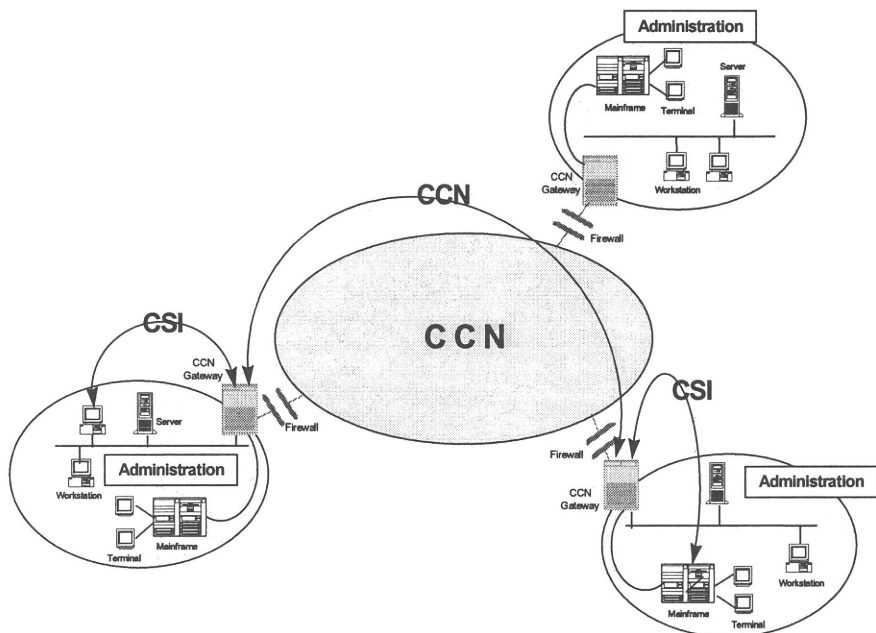 Administration
Server
Mainframe
Terminal
CCN
Gateway
Workstation
Firewall
CCN
CCN
CSI
CCN
Gateway
Firewall
Server
Administration
Workstation
Terminal
Mainframe
CSI
Firewall
CCN
Gateway
Administration
Workstation
Mainframe
Terminal